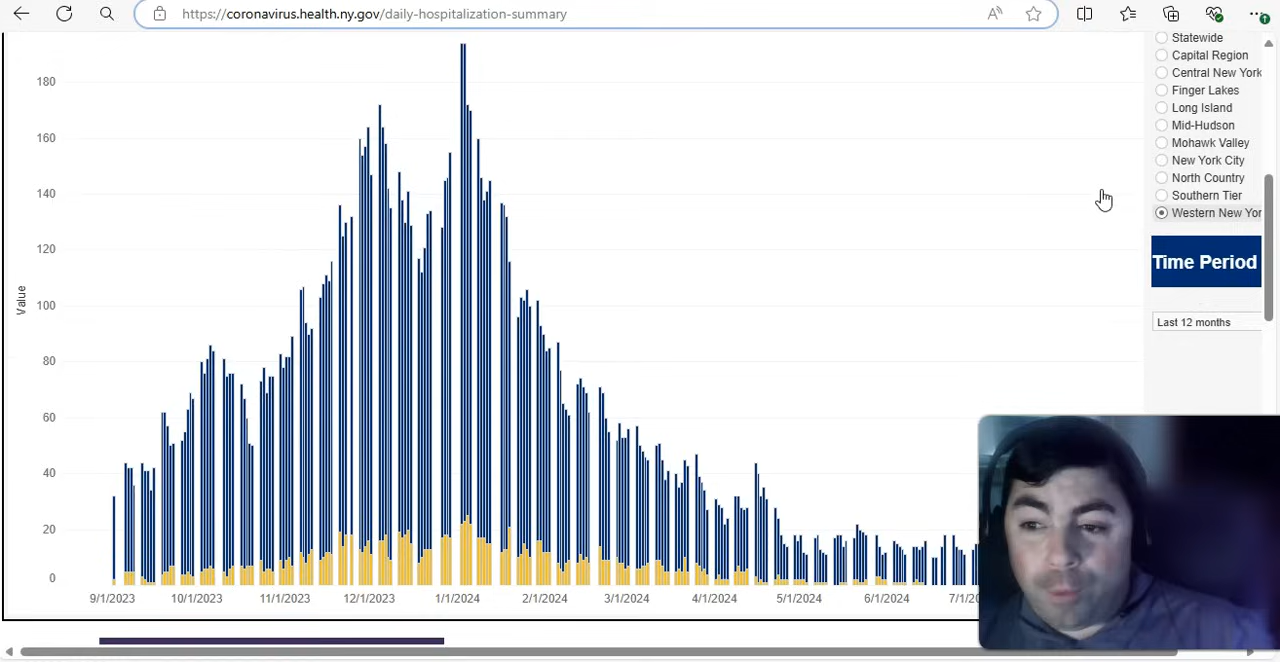 https://coronavirus.health.ny.gov/daily-hospitalization-summary
Statewide
Capital Region
Central New York
Finger Lakes
Long Island
Mid-Hudson
Mohawk Valley
New York City
North Country
Southern Tier
Western New Yor
Time Period
Last 12 months
Value
180
160
140
120
100
80
60
40
20
0
9/1/2023 10/1/2023 11/1/2023 12/1/2023 1/1/2024 2/1/2024 3/1/2024 4/1/2024 5/1/2024 6/1/2024 7/1/20